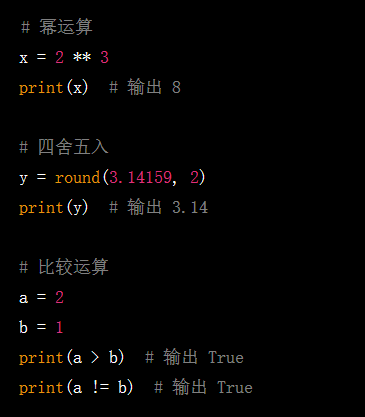 # 幂运算
x = 2 ** 3
print(x)  # 输出 8
# 四舍五入
y = round(3.14159, 2)
print(y)  # 输出 3.14
# 比较运算
a = 2
b = 1
print(a > b)  # 输出 True
print(a != b)  # 输出 True